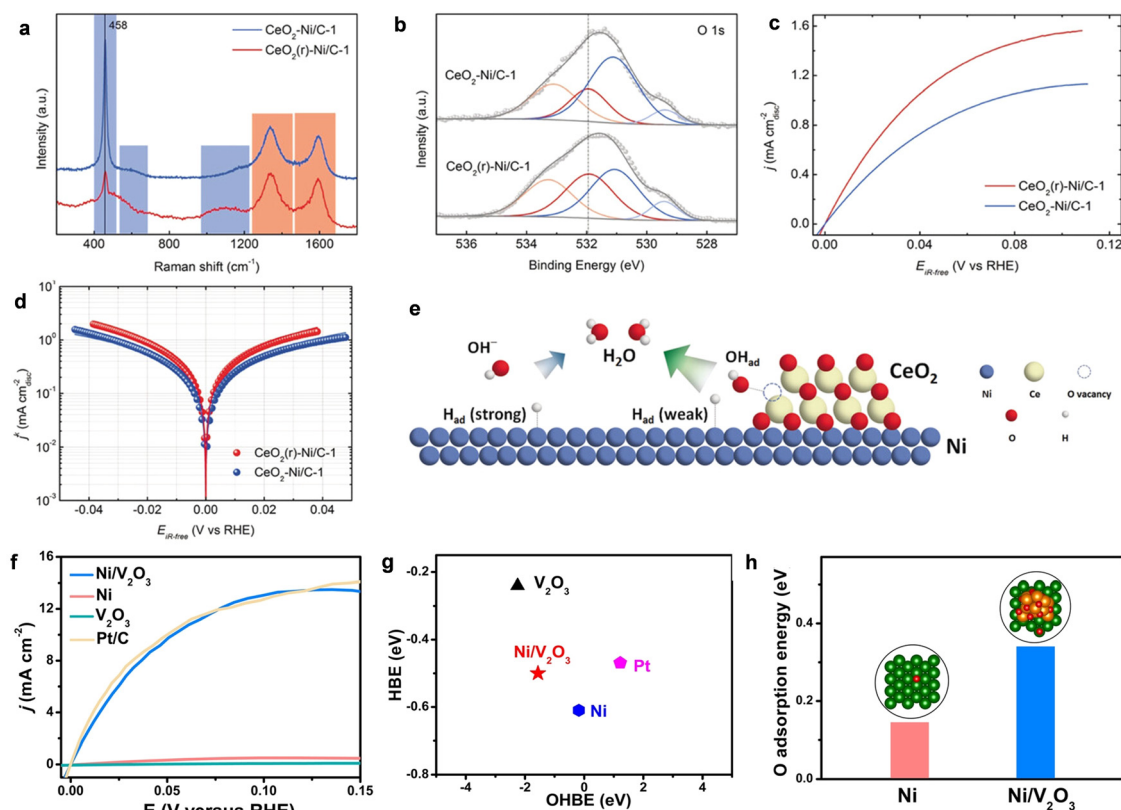 a
458
CeO₂-Ni/C-1
CeO₂(r)-Ni/C-1
Intensity (a.u.)
400 800 1200 1600
Raman shift (cm⁻¹)
b
O 1s
CeO₂-Ni/C-1
CeO₂(r)-Ni/C-1
Inensity (a.u.)
536 534 532 530 528
Binding Energy (eV)
c
1.6
1.2
0.8
0.4
0.0
j (mA cm⁻²disc)
CeO₂(r)-Ni/C-1
CeO₂-Ni/C-1
0.00 0.04 0.08 0.12
E iR-free (V vs RHE)
d
10¹
10⁰
10⁻¹
10⁻²
10⁻³
CeO₂(r)-Ni/C-1
CeO₂-Ni/C-1
-0.04 -0.02 0.00 0.02 0.04
E iR-free (V vs RHE)
e
OH⁻
H₂O
OHad
CeO₂
Had (strong)
Had (weak)
Ni
Ni Ce O vacancy
O H
f
16
12
8
4
0
j (mA cm⁻²)
Ni/V₂O₃
Ni
V₂O₃
Pt/C
0.00 0.05 0.10 0.15
E (V versus RHE)
g
-0.2
-0.4
-0.6
-0.8
HBE (eV)
V₂O₃
Ni/V₂O₃
Pt
Ni
-4 -2 0 2 4
OHBE (eV)
h
0.4
0.2
0.0
O adsorption energy (eV)
Ni Ni/V₂O₃